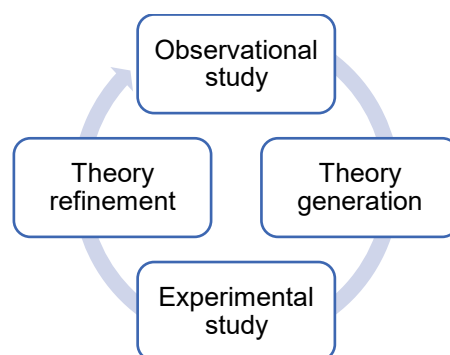 Observational
study
Theory
generation
Experimental
study
Theory
refinement